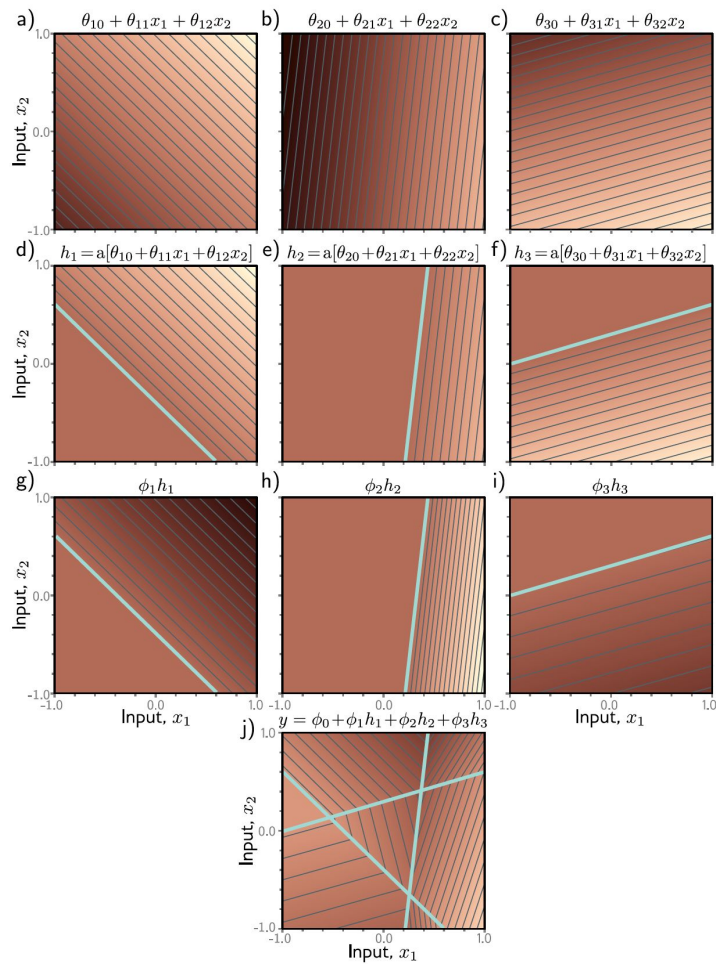 a) θ₁₀ + θ₁₁x₁ + θ₁₂x₂
b) θ₂₀ + θ₂₁x₁ + θ₂₂x₂
c) θ₃₀ + θ₃₁x₁ + θ₃₂x₂
1.0
0.0
-1.0
Input, x₂
d) h₁ = a[θ₁₀+θ₁₁x₁+θ₁₂x₂]
e) h₂ = a[θ₂₀+θ₂₁x₁+θ₂₂x₂]
f) h₃ = a[θ₃₀+θ₃₁x₁+θ₃₂x₂]
1.0
0.0
-1.0
Input, x₂
g) ϕ₁h₁
h) ϕ₂h₂
i) ϕ₃h₃
1.0
0.0
-1.0
Input, x₂
-1.0 0.0 1.0
Input, x₁
-1.0 1.0
-1.0 0.0 1.0
Input, x₁
j) y = ϕ₀+ϕ₁h₁+ϕ₂h₂+ϕ₃h₃
1.0
0.0
-1.0
Input, x₂
-1.0 0.0 1.0
Input, x₁